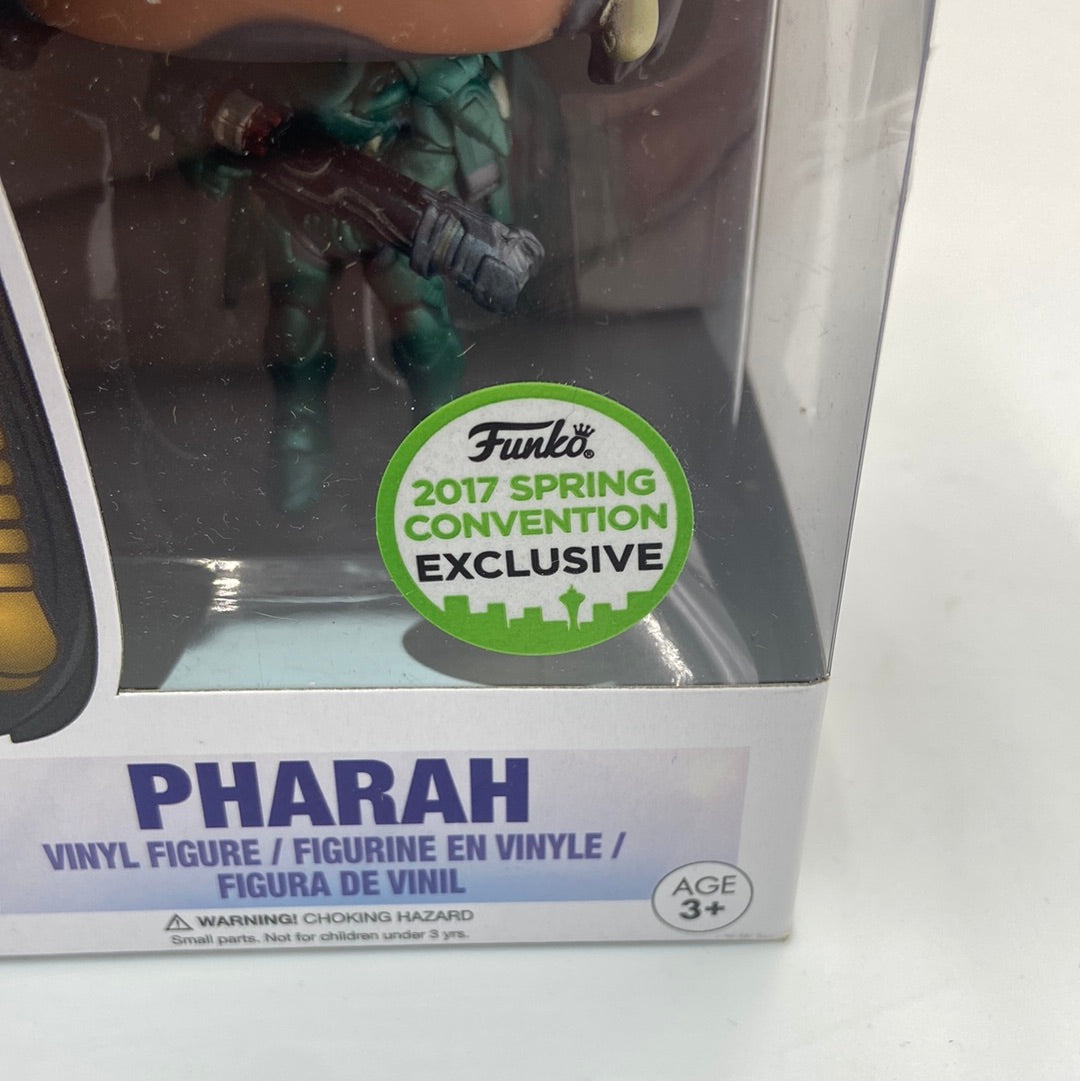 Funko®
2017 SPRING
CONVENTION
EXCLUSIVE
PHARAH
VINYL FIGURE / FIGURINE EN VINYLE /
FIGURA DE VINIL
AGE
3+
WARNING! CHOKING HAZARD
Small parts. Not for children under 3 yrs.